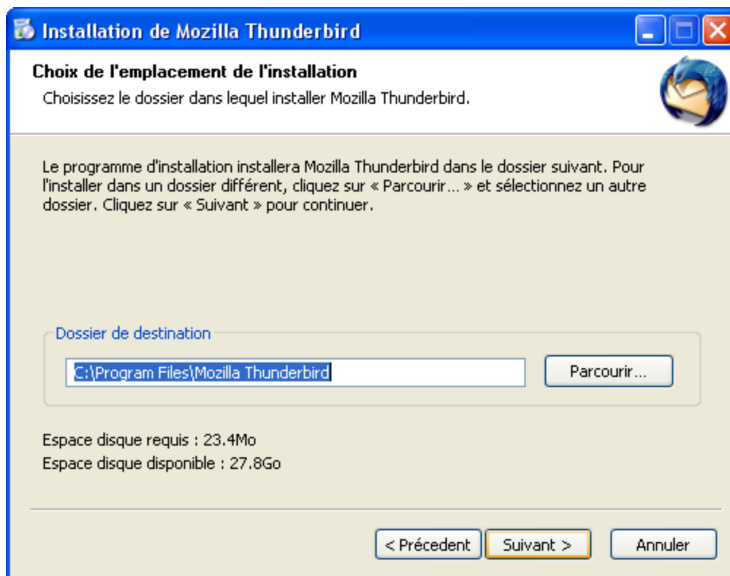 Installation de Mozilla Thunderbird
Choix de l'emplacement de l'installation
Choisissez le dossier dans lequel installer Mozilla Thunderbird.
Le programme d'installation installera Mozilla Thunderbird dans le dossier suivant. Pour
l'installer dans un dossier différent, cliquez sur « Parcourir... » et sélectionnez un autre
dossier. Cliquez sur « Suivant » pour continuer.
Dossier de destination
C:\Program Files\Mozilla Thunderbird
Parcourir...
Espace disque requis : 23.4Mo
Espace disque disponible : 27.8Go
< Précedent
Suivant >
Annuler